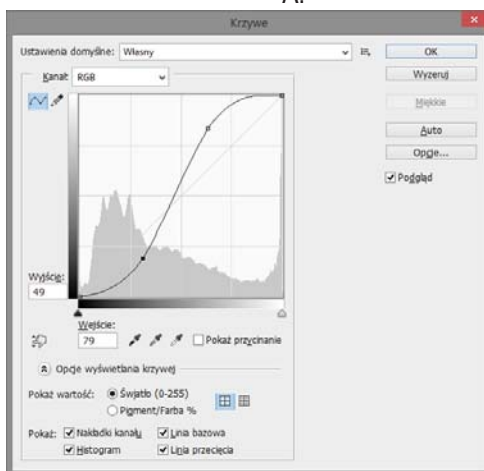 Krzywe
Ustawienia domyślne: Własny
OK
Kanał: RGB
Wyzeruj
Miękkie
Auto
Opcje...
Podgląd
Wyjście:
49
Wejście:
79
Pokaż przycinanie
Opcje wyświetlania krzywej
Pokaż wartość: Światło (0-255)
Pigment/Farba %
Pokaż: Nakładki kanału Linia bazowa
Histogram Linia przecięcia